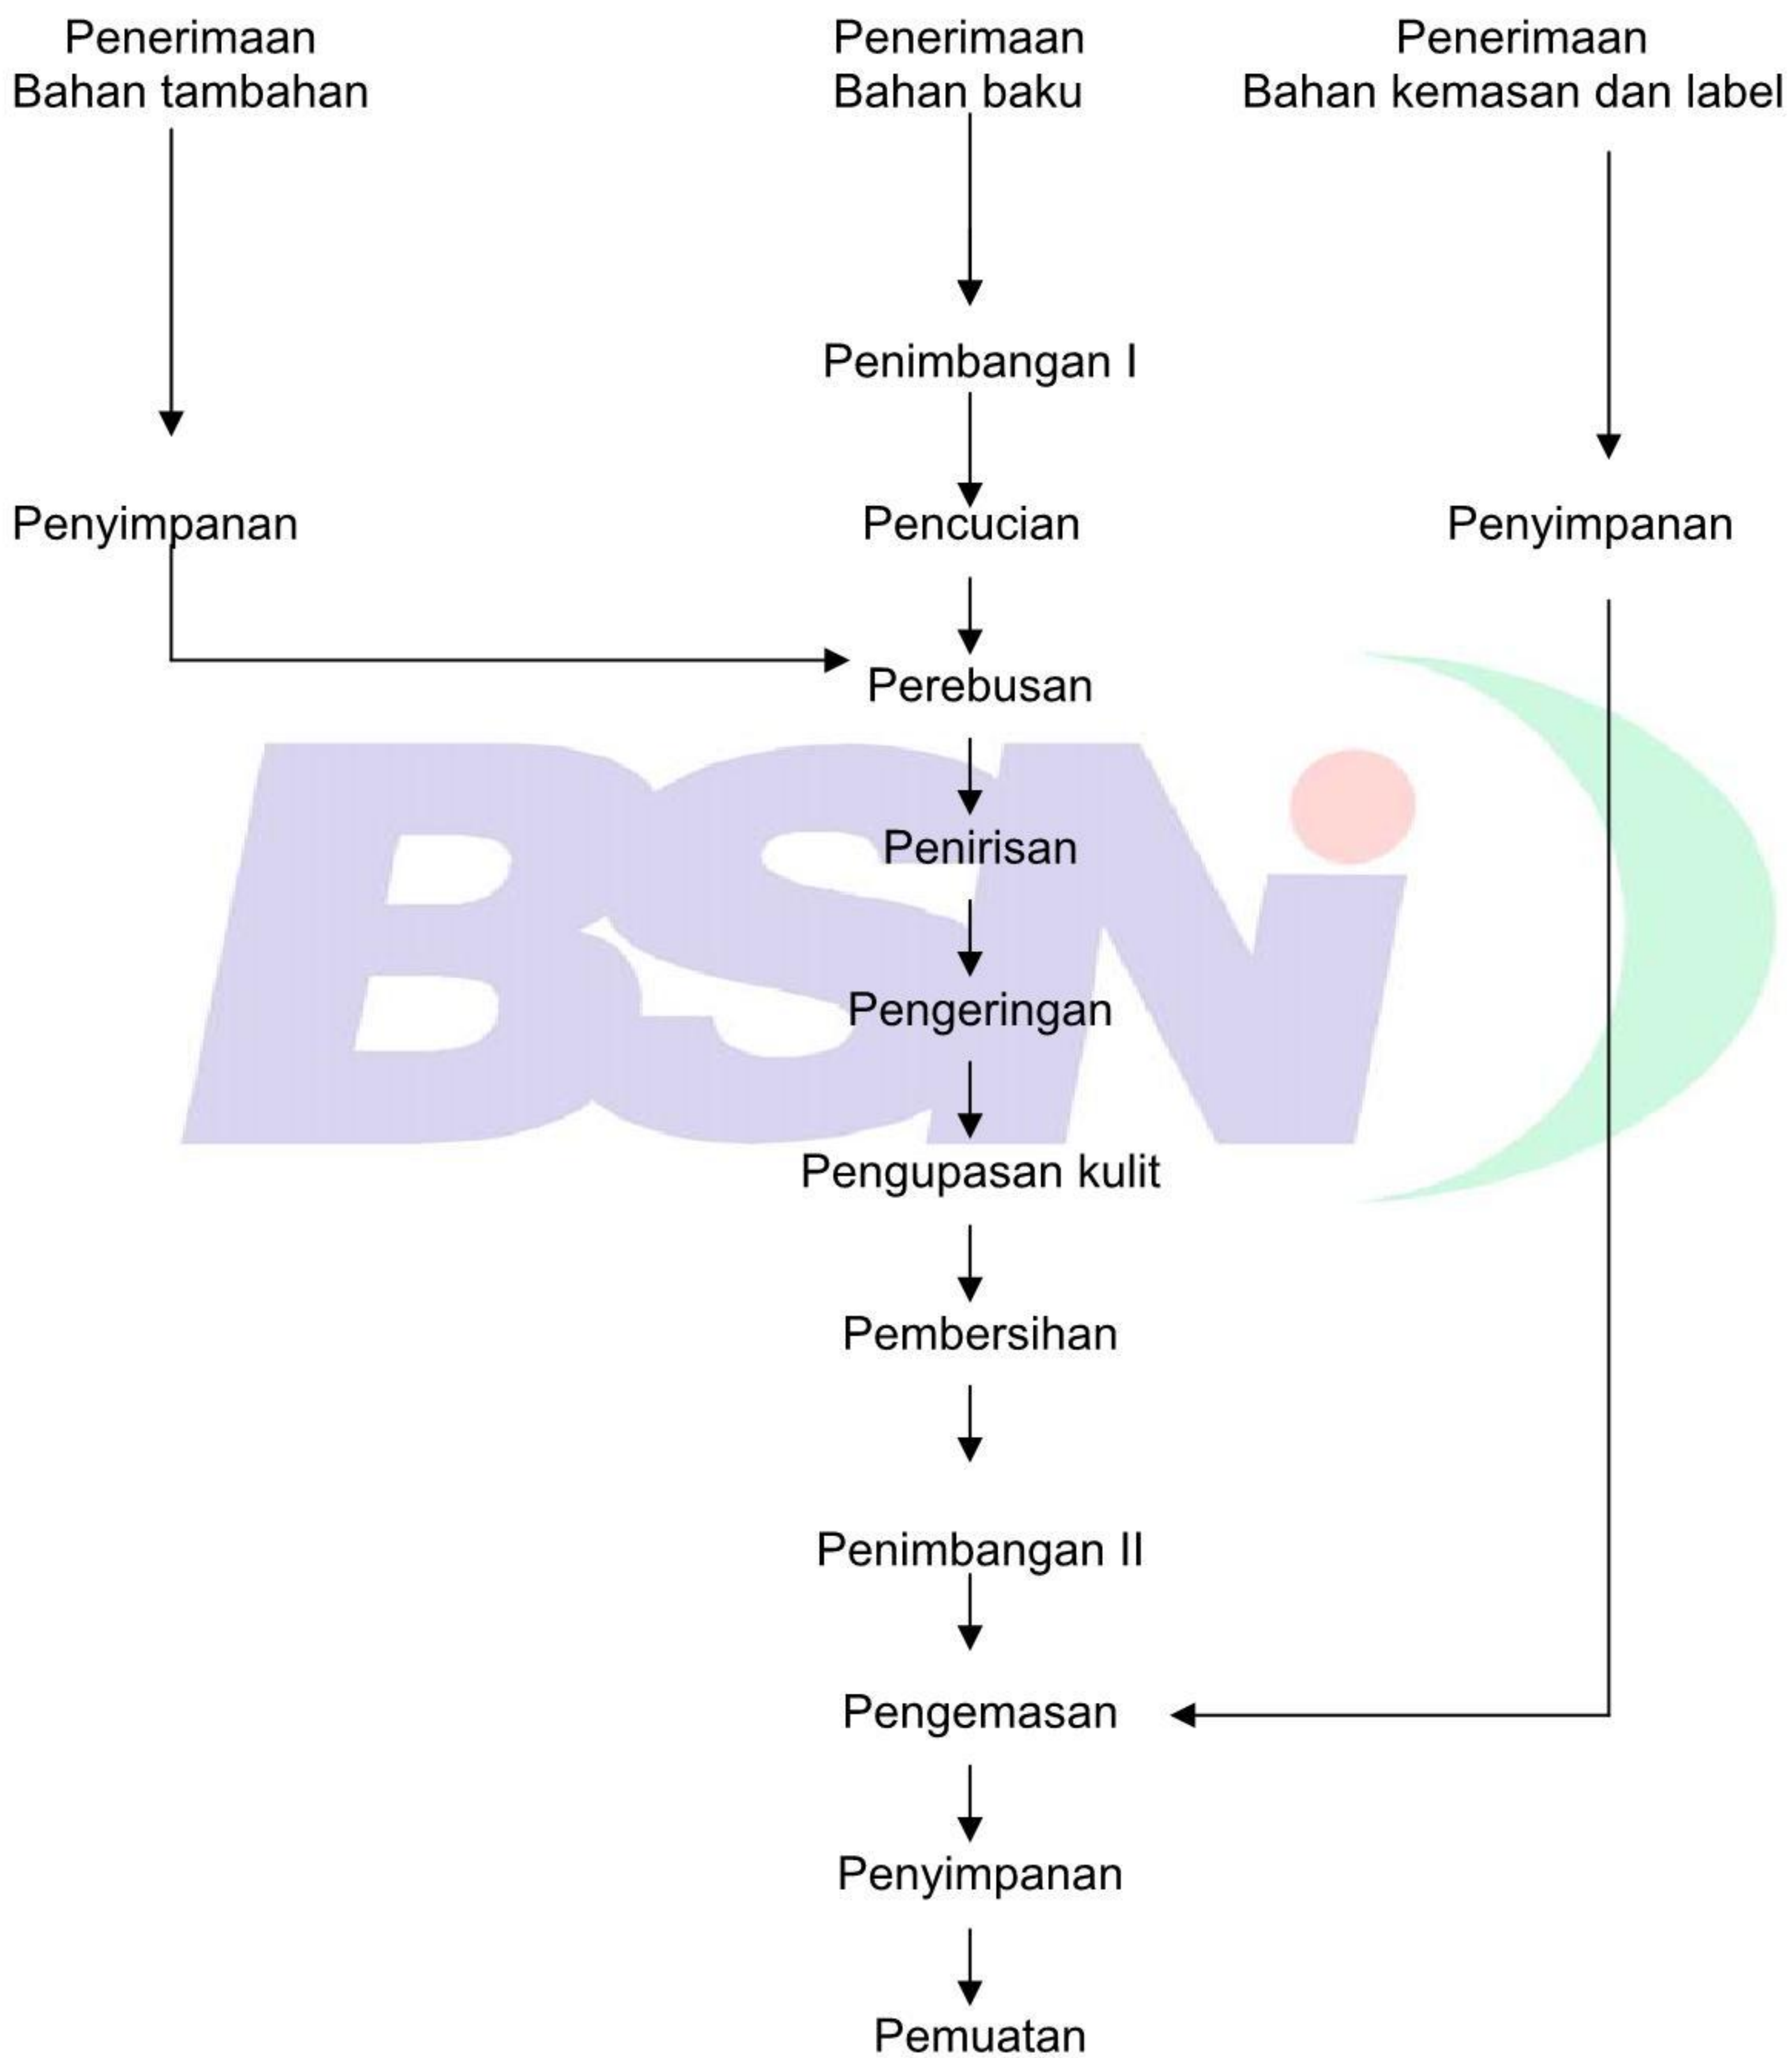 Penerimaan
Bahan tambahan
Penerimaan
Bahan baku
Penerimaan
Bahan kemasan dan label
Penimbangan I
Penyimpanan
Pencucian
Penyimpanan
Perebusan
BSNi
Penirisan
Pengeringan
Pengupasan kulit
Pembersihan
Penimbangan II
Pengemasan
Penyimpanan
Pemuatan